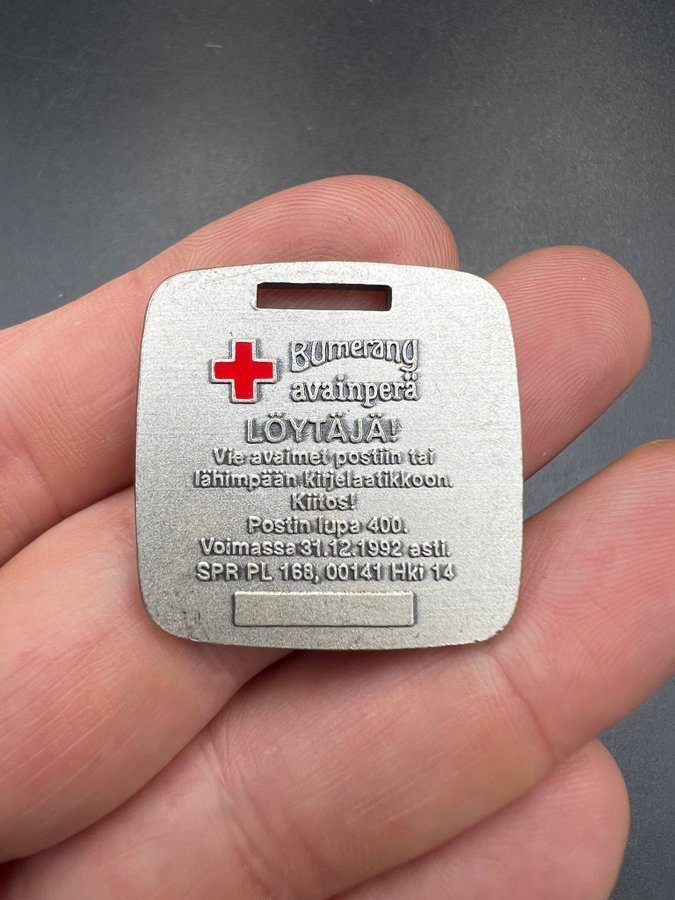 Bumerang
avainperä
LÖYTÄJÄ!
Vie avaimet postiin tai
lähimpään kirjelaatikkoon.
Kiitos!
Postin lupa 400.
Voimassa 31.12.1992 asti.
SPR PL 168, 00141 Hki 14